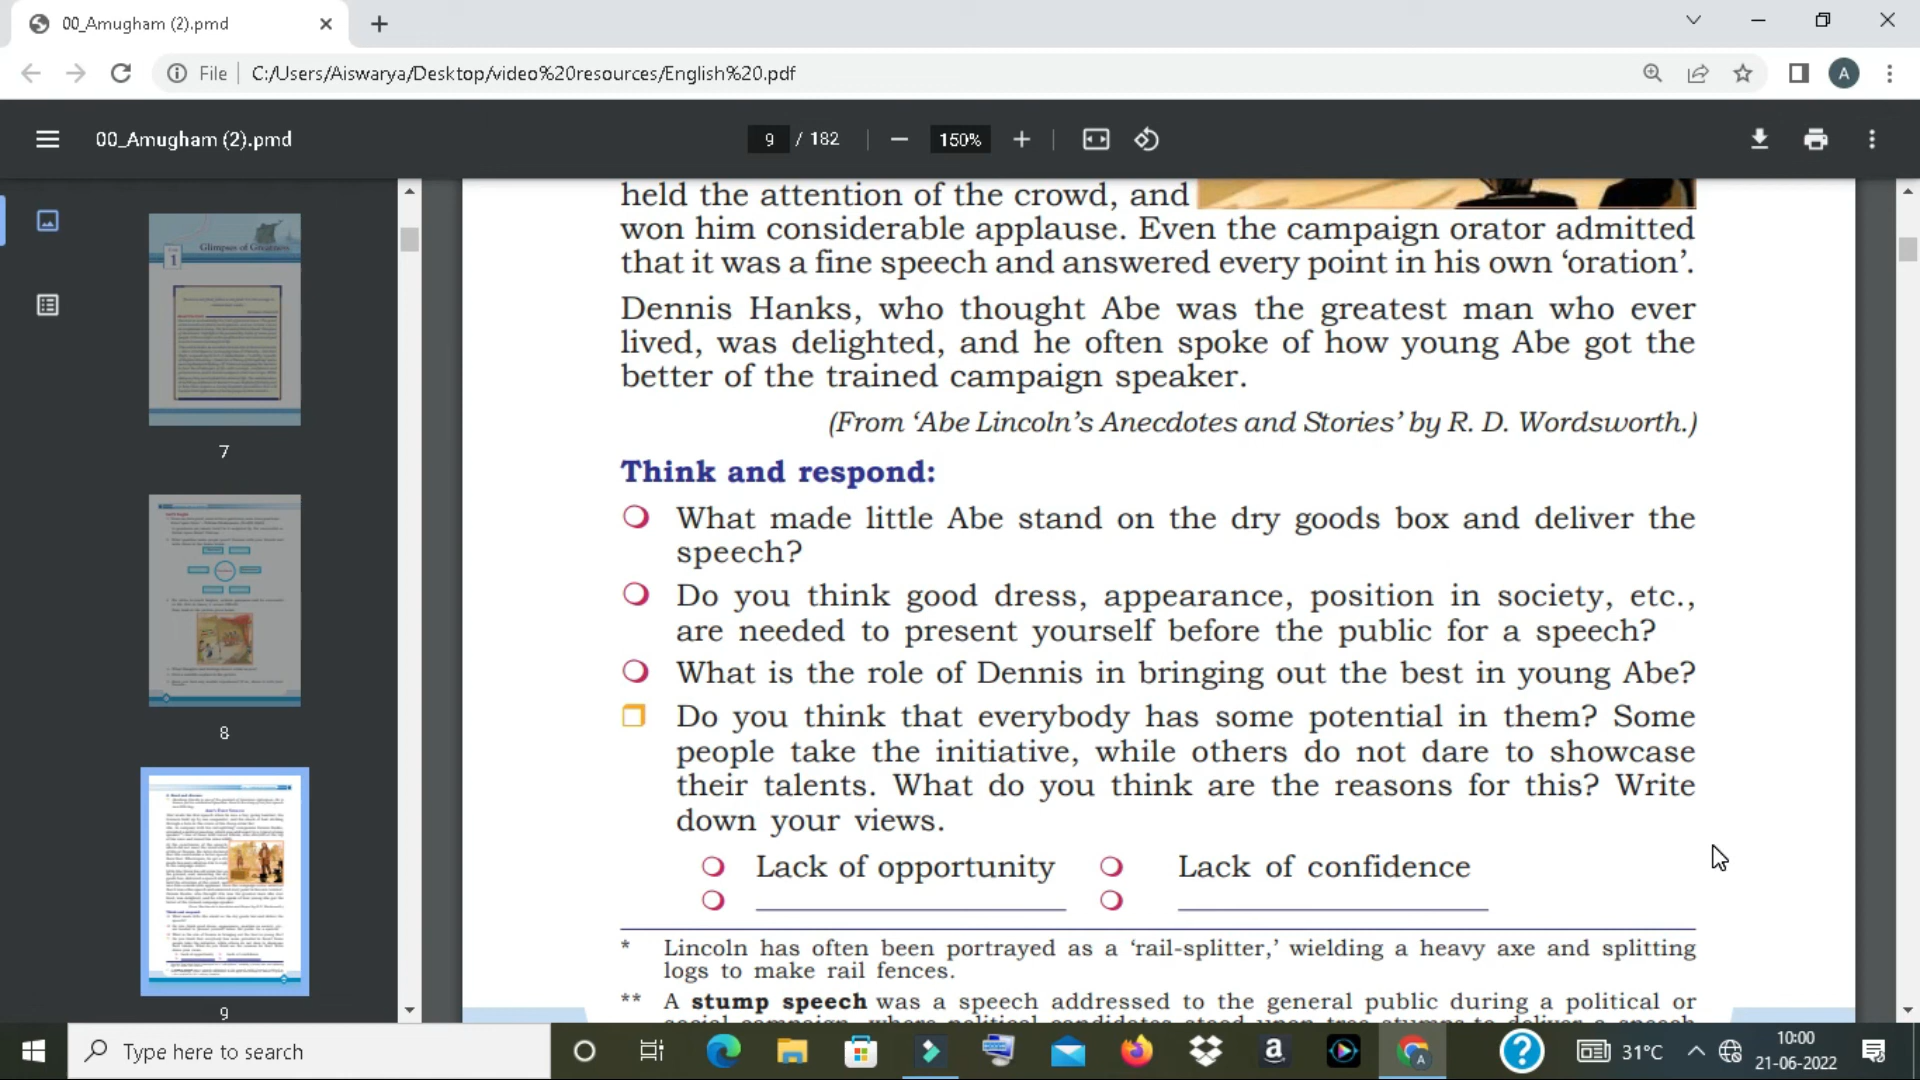 00_Amugham (2).pmd
File
C:/Users/Aiswarya/Desktop/video%20resources/English%20.pdf
A
00_Amugham (2).pmd
9 / 182
150%
Glimpses of Greatness
1
7
8
9
held the attention of the crowd, and
won him considerable applause. Even the campaign orator admitted
that it was a fine speech and answered every point in his own ‘oration’.
Dennis Hanks, who thought Abe was the greatest man who ever
lived, was delighted, and he often spoke of how young Abe got the
better of the trained campaign speaker.
(From ‘Abe Lincoln’s Anecdotes and Stories’ by R. D. Wordsworth.)
Think and respond:
What made little Abe stand on the dry goods box and deliver the
speech?
Do you think good dress, appearance, position in society, etc.,
are needed to present yourself before the public for a speech?
What is the role of Dennis in bringing out the best in young Abe?
Do you think that everybody has some potential in them? Some
people take the initiative, while others do not dare to showcase
their talents. What do you think are the reasons for this? Write
down your views.
Lack of opportunity
Lack of confidence
* Lincoln has often been portrayed as a ‘rail-splitter,’ wielding a heavy axe and splitting
logs to make rail fences.
** A stump speech was a speech addressed to the general public during a political or
Type here to search
31°C
10:00
21-06-2022